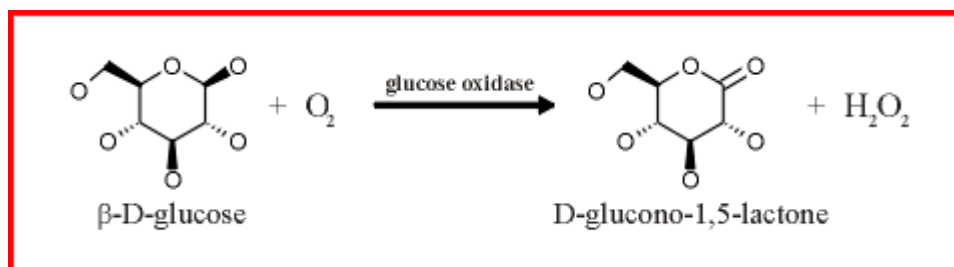 O O
O
glucose oxidase
+ O₂
O O
O
β-D-glucose
O O
O
+ H₂O₂
O O
O
D-glucono-1,5-lactone